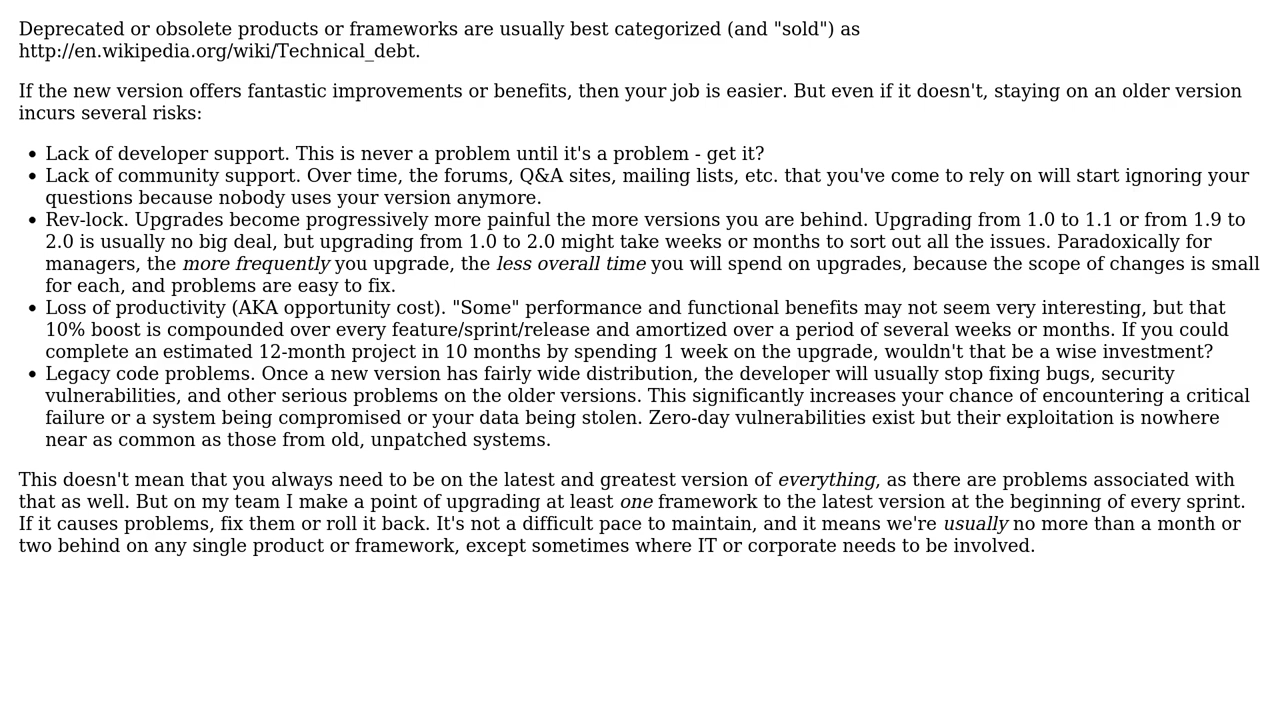 Deprecated or obsolete products or frameworks are usually best categorized (and "sold") as
http://en.wikipedia.org/wiki/Technical_debt.
If the new version offers fantastic improvements or benefits, then your job is easier. But even if it doesn't, staying on an older version
incurs several risks:
• Lack of developer support. This is never a problem until it's a problem - get it?
• Lack of community support. Over time, the forums, Q&A sites, mailing lists, etc. that you've come to rely on will start ignoring your
questions because nobody uses your version anymore.
• Rev-lock. Upgrades become progressively more painful the more versions you are behind. Upgrading from 1.0 to 1.1 or from 1.9 to
2.0 is usually no big deal, but upgrading from 1.0 to 2.0 might take weeks or months to sort out all the issues. Paradoxically for
managers, the more frequently you upgrade, the less overall time you will spend on upgrades, because the scope of changes is small
for each, and problems are easy to fix.
• Loss of productivity (AKA opportunity cost). "Some" performance and functional benefits may not seem very interesting, but that
10% boost is compounded over every feature/sprint/release and amortized over a period of several weeks or months. If you could
complete an estimated 12-month project in 10 months by spending 1 week on the upgrade, wouldn't that be a wise investment?
• Legacy code problems. Once a new version has fairly wide distribution, the developer will usually stop fixing bugs, security
vulnerabilities, and other serious problems on the older versions. This significantly increases your chance of encountering a critical
failure or a system being compromised or your data being stolen. Zero-day vulnerabilities exist but their exploitation is nowhere
near as common as those from old, unpatched systems.
This doesn't mean that you always need to be on the latest and greatest version of everything, as there are problems associated with
that as well. But on my team I make a point of upgrading at least one framework to the latest version at the beginning of every sprint.
If it causes problems, fix them or roll it back. It's not a difficult pace to maintain, and it means we're usually no more than a month or
two behind on any single product or framework, except sometimes where IT or corporate needs to be involved.